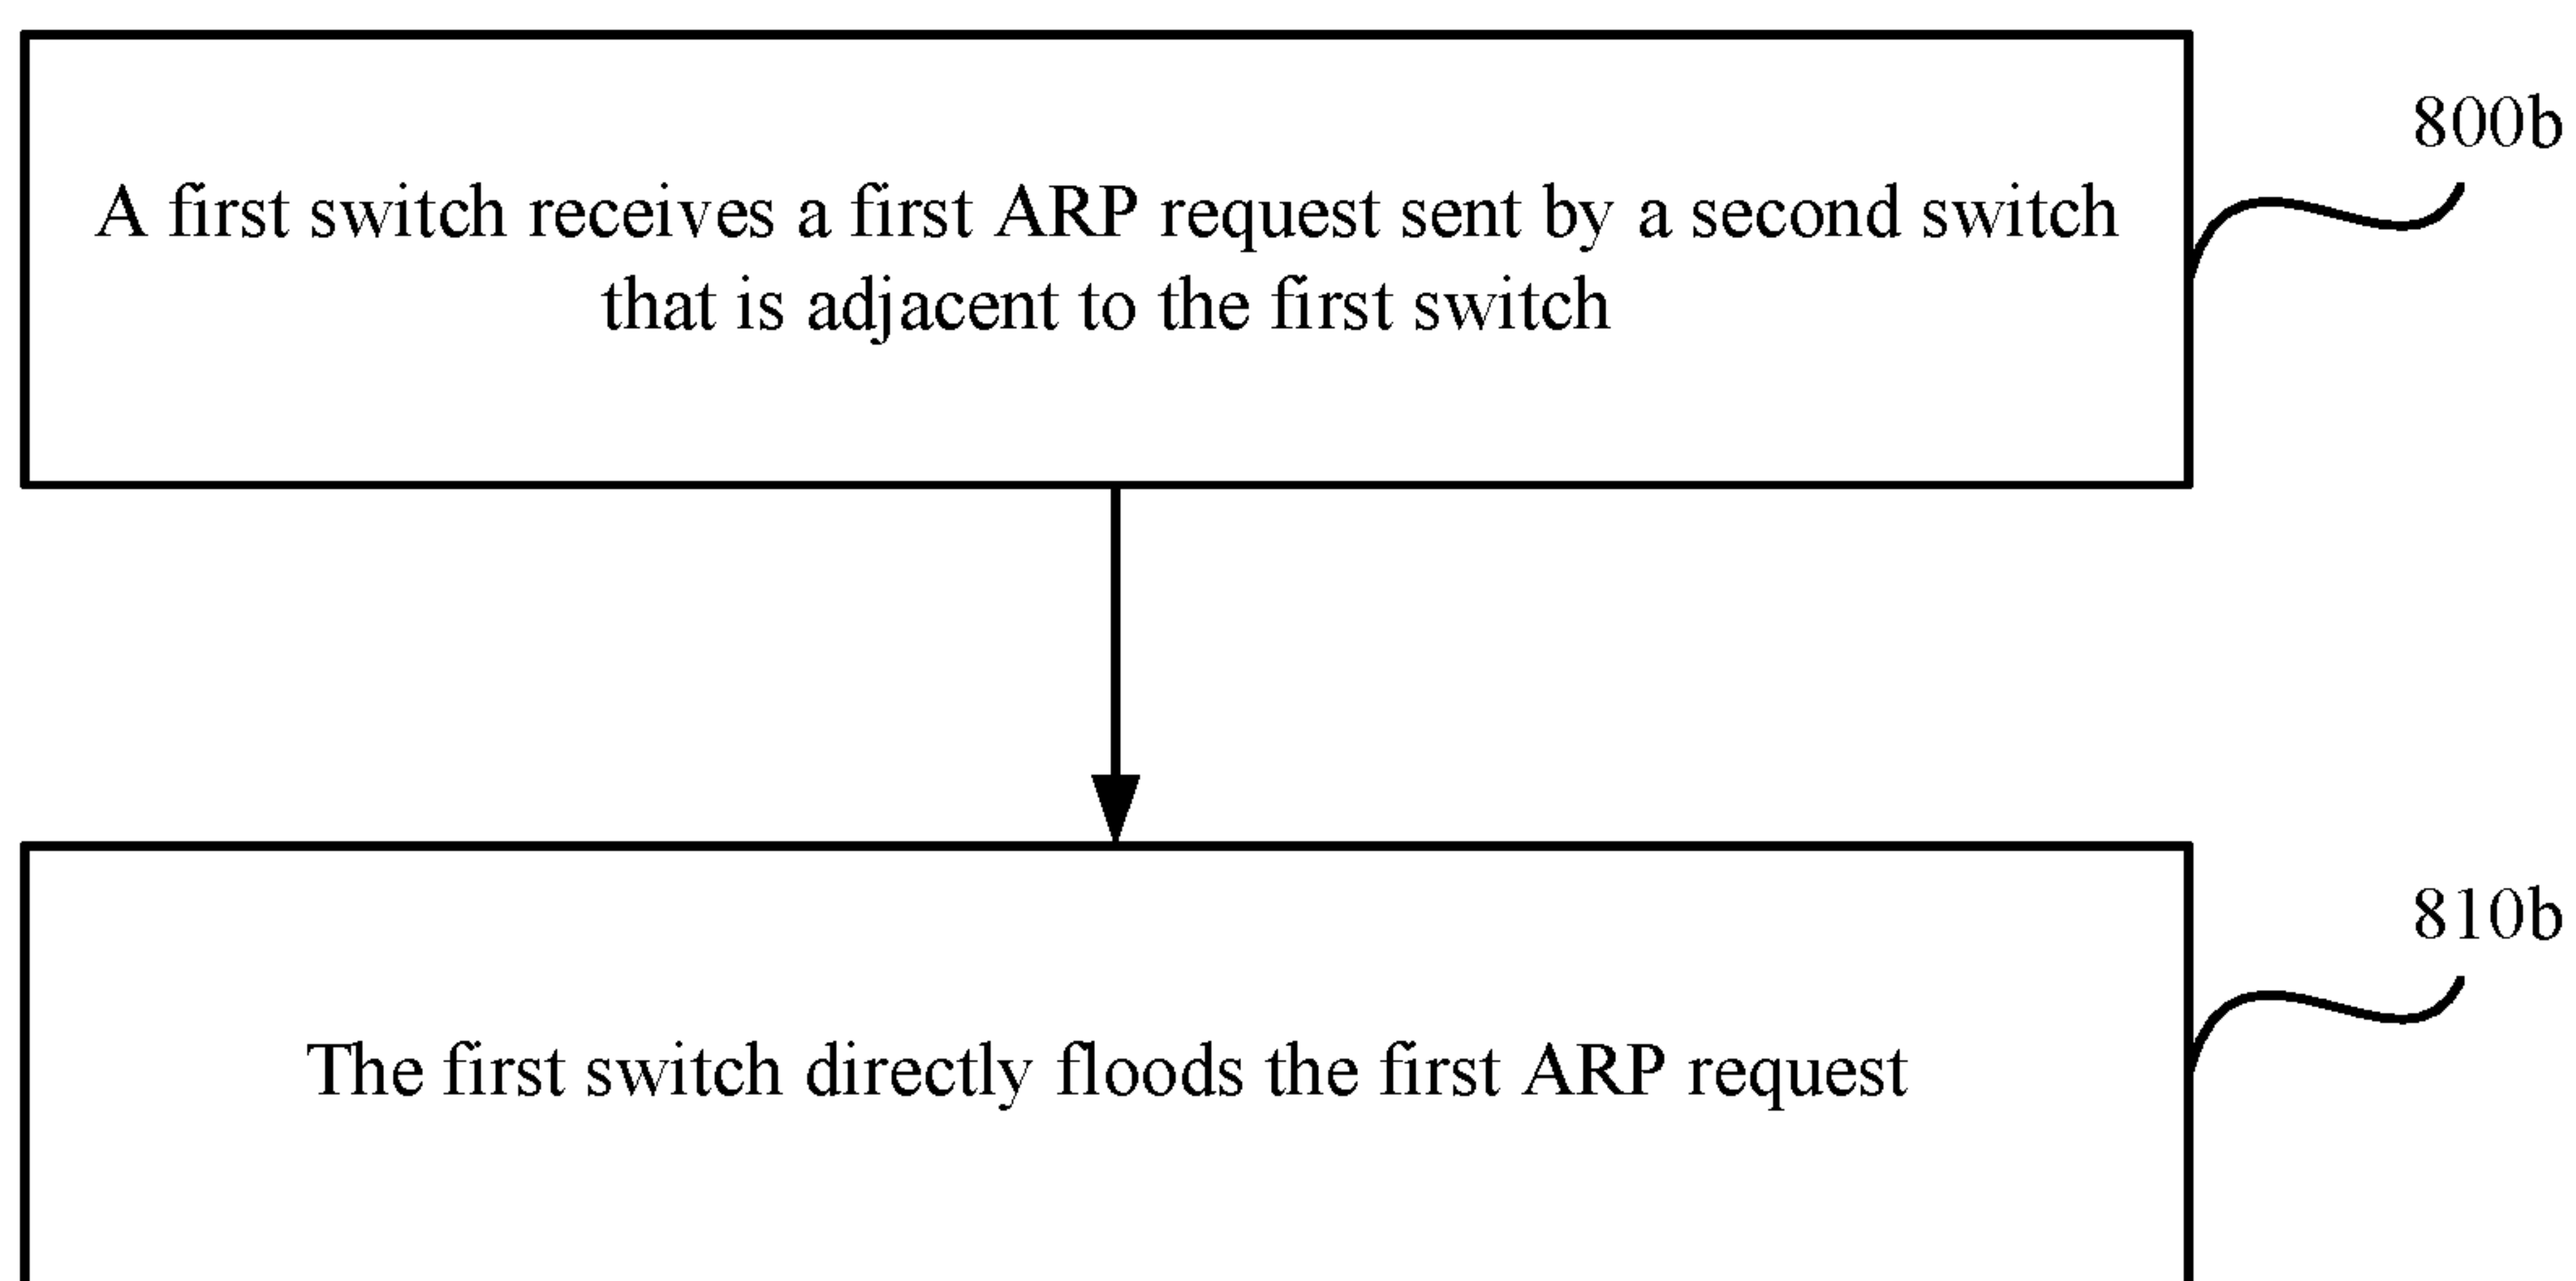 800b
A first switch receives a first ARP request sent by a second switch
that is adjacent to the first switch
810b
The first switch directly floods the first ARP request